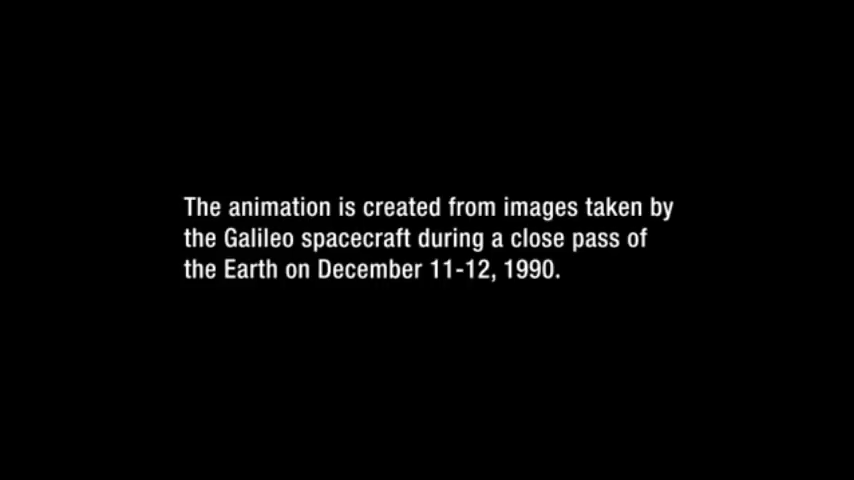 The animation is created from images taken by
the Galileo spacecraft during a close pass of
the Earth on December 11-12, 1990.